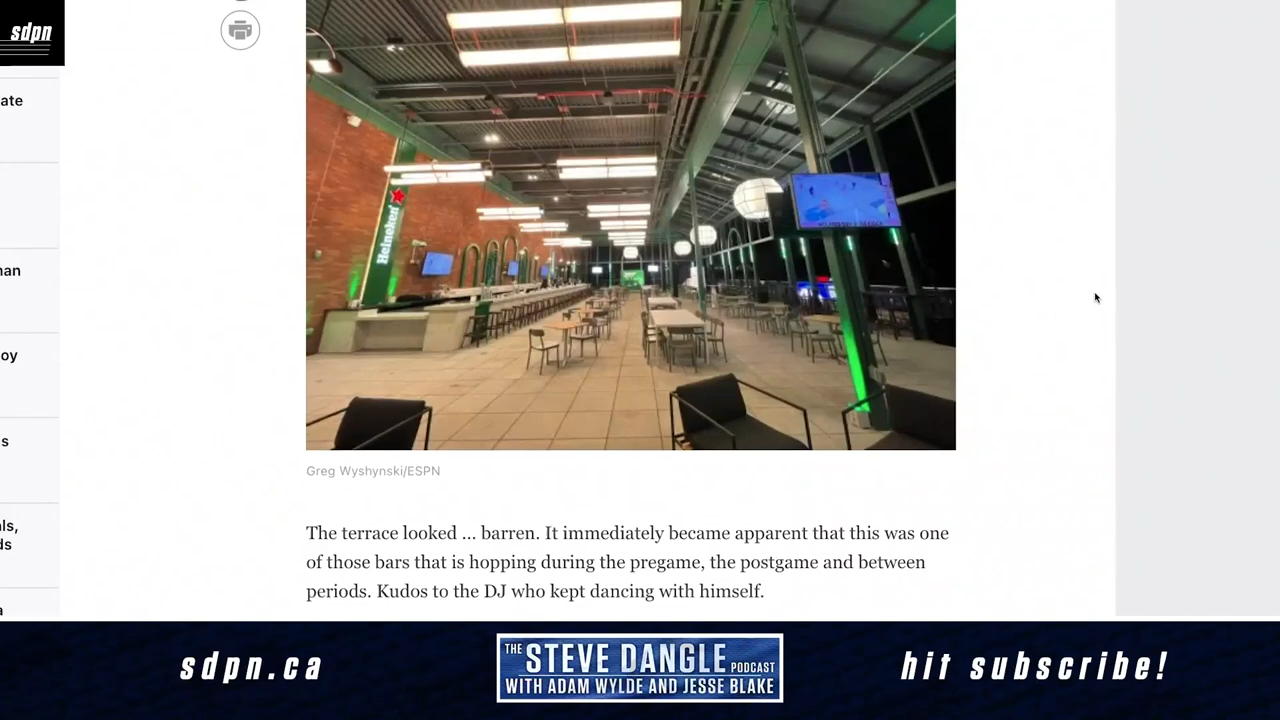 sdpn
ate
nan
oy
s
als,
ds
a
Heineken
Greg Wyshynski/ESPN
The terrace looked ... barren. It immediately became apparent that this was one
of those bars that is hopping during the pregame, the postgame and between
periods. Kudos to the DJ who kept dancing with himself.
sdpn.ca
THE STEVE DANGLE PODCAST
WITH ADAM WYLDE AND JESSE BLAKE
hit subscribe!